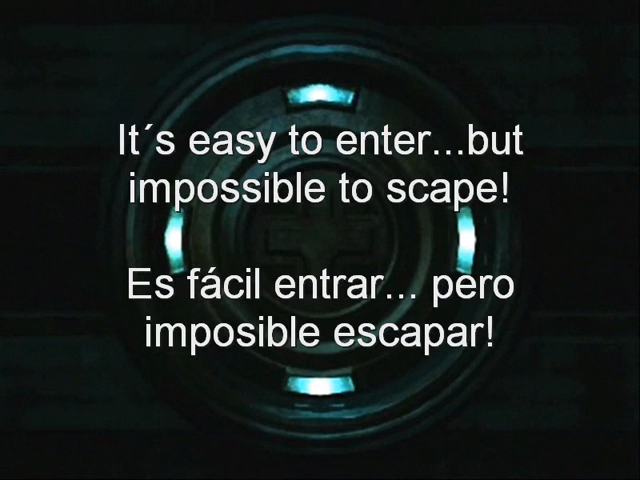 It´s easy to enter...but
impossible to scape!
Es fácil entrar... pero
imposible escapar!